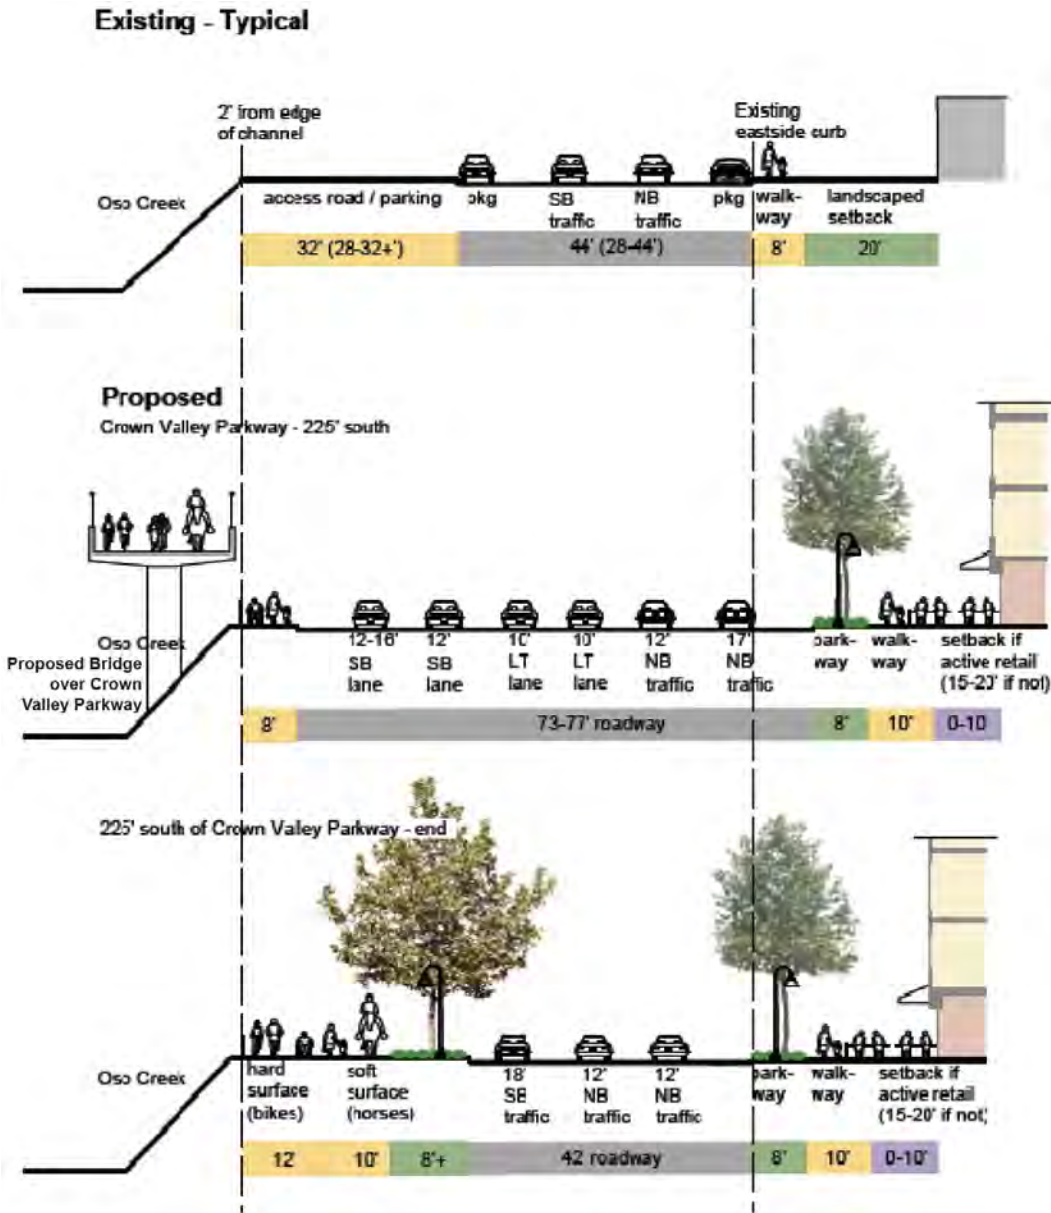 Existing - Typical
2' from edge
of channel
Existing
eastside curb
Oso Creek
access road / parking
pkg
SB
traffic
NB
traffic
pkg
walk-
way
landscaped
setback
32' (28-32+')
44' (28-44')
8'
20'
Proposed
Crown Valley Parkway - 225' south
Oso Creek
Proposed Bridge
over Crown
Valley Parkway
12-16'
SB
lane
12'
SB
lane
10'
LT
lane
10'
LT
lane
12'
NB
traffic
17'
NB
traffic
park-
way
walk-
way
setback if
active retail
(15-20' if not)
8'
73-77' roadway
8'
10'
0-10
225' south of Crown Valley Parkway - end
Oso Creek
hard
surface
(bikes)
soft
surface
(horses)
18'
SB
traffic
12'
NB
traffic
12'
NB
traffic
park-
way
walk-
way
setback if
active retail
(15-20' if not)
12'
10'
8'+
42 roadway
8'
10'
0-10'